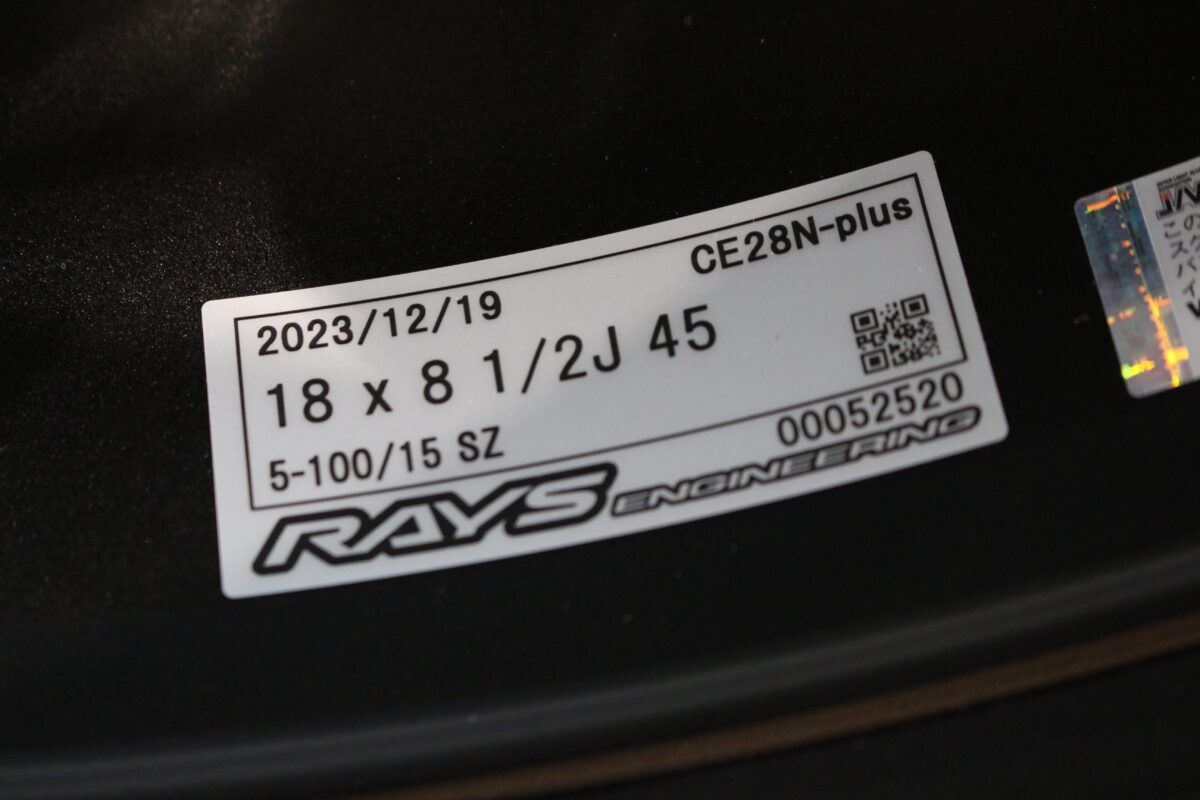 CE28N-plus
2023/12/19
18 x 8 1/2J 45
5-100/15 SZ
00052520
RAYS ENGINEERING